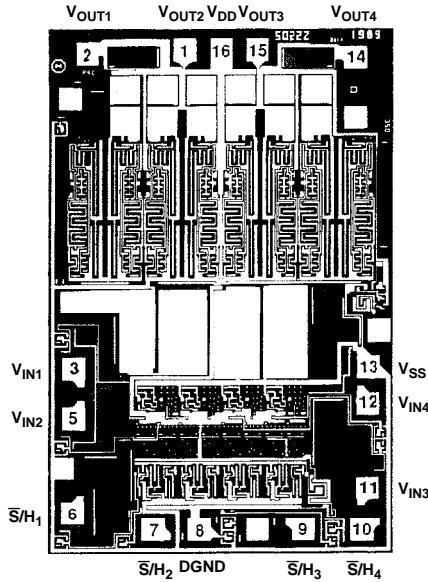 VOUT1 VOUT2 VDD VOUT3 VOUT4
50222 1989
2 1 16 15 14
VIN1 3 13 VSS
12 VIN4
VIN2 5
11 VIN3
S̅/H1 6
7 8 9 10
S̅/H2 DGND S̅/H3 S̅/H4